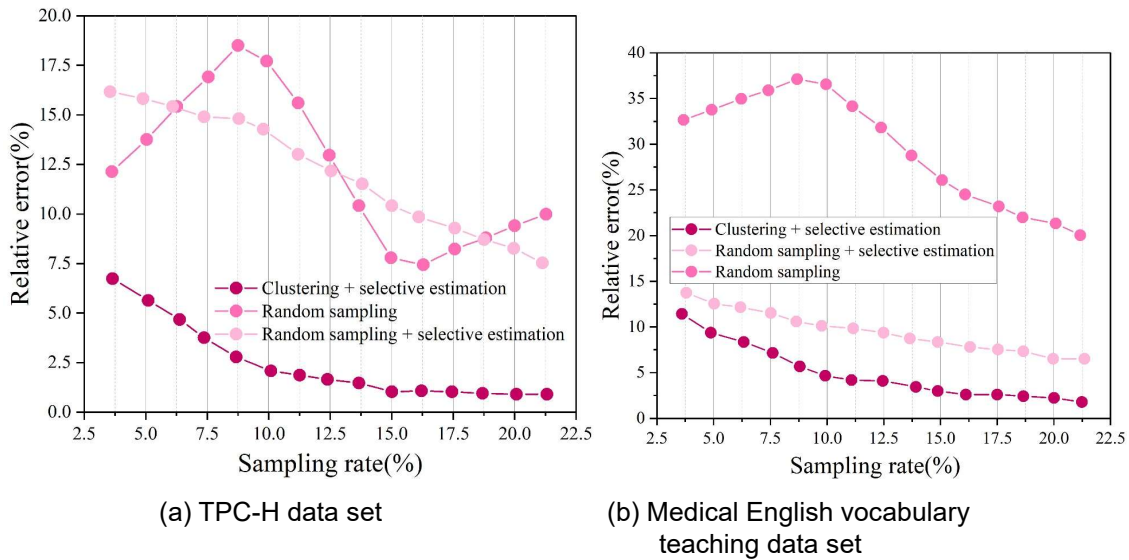 20.0
17.5
15.0
12.5
10.0
7.5
5.0
2.5
0.0
Relative error(%)
Clustering + selective estimation
Random sampling
Random sampling + selective estimation
2.5 5.0 7.5 10.0 12.5 15.0 17.5 20.0 22.5
Sampling rate(%)
(a) TPC-H data set
40
35
30
25
20
15
10
5
0
Relative error(%)
Clustering + selective estimation
Random sampling + selective estimation
Random sampling
2.5 5.0 7.5 10.0 12.5 15.0 17.5 20.0 22.5
Sampling rate(%)
(b) Medical English vocabulary
teaching data set